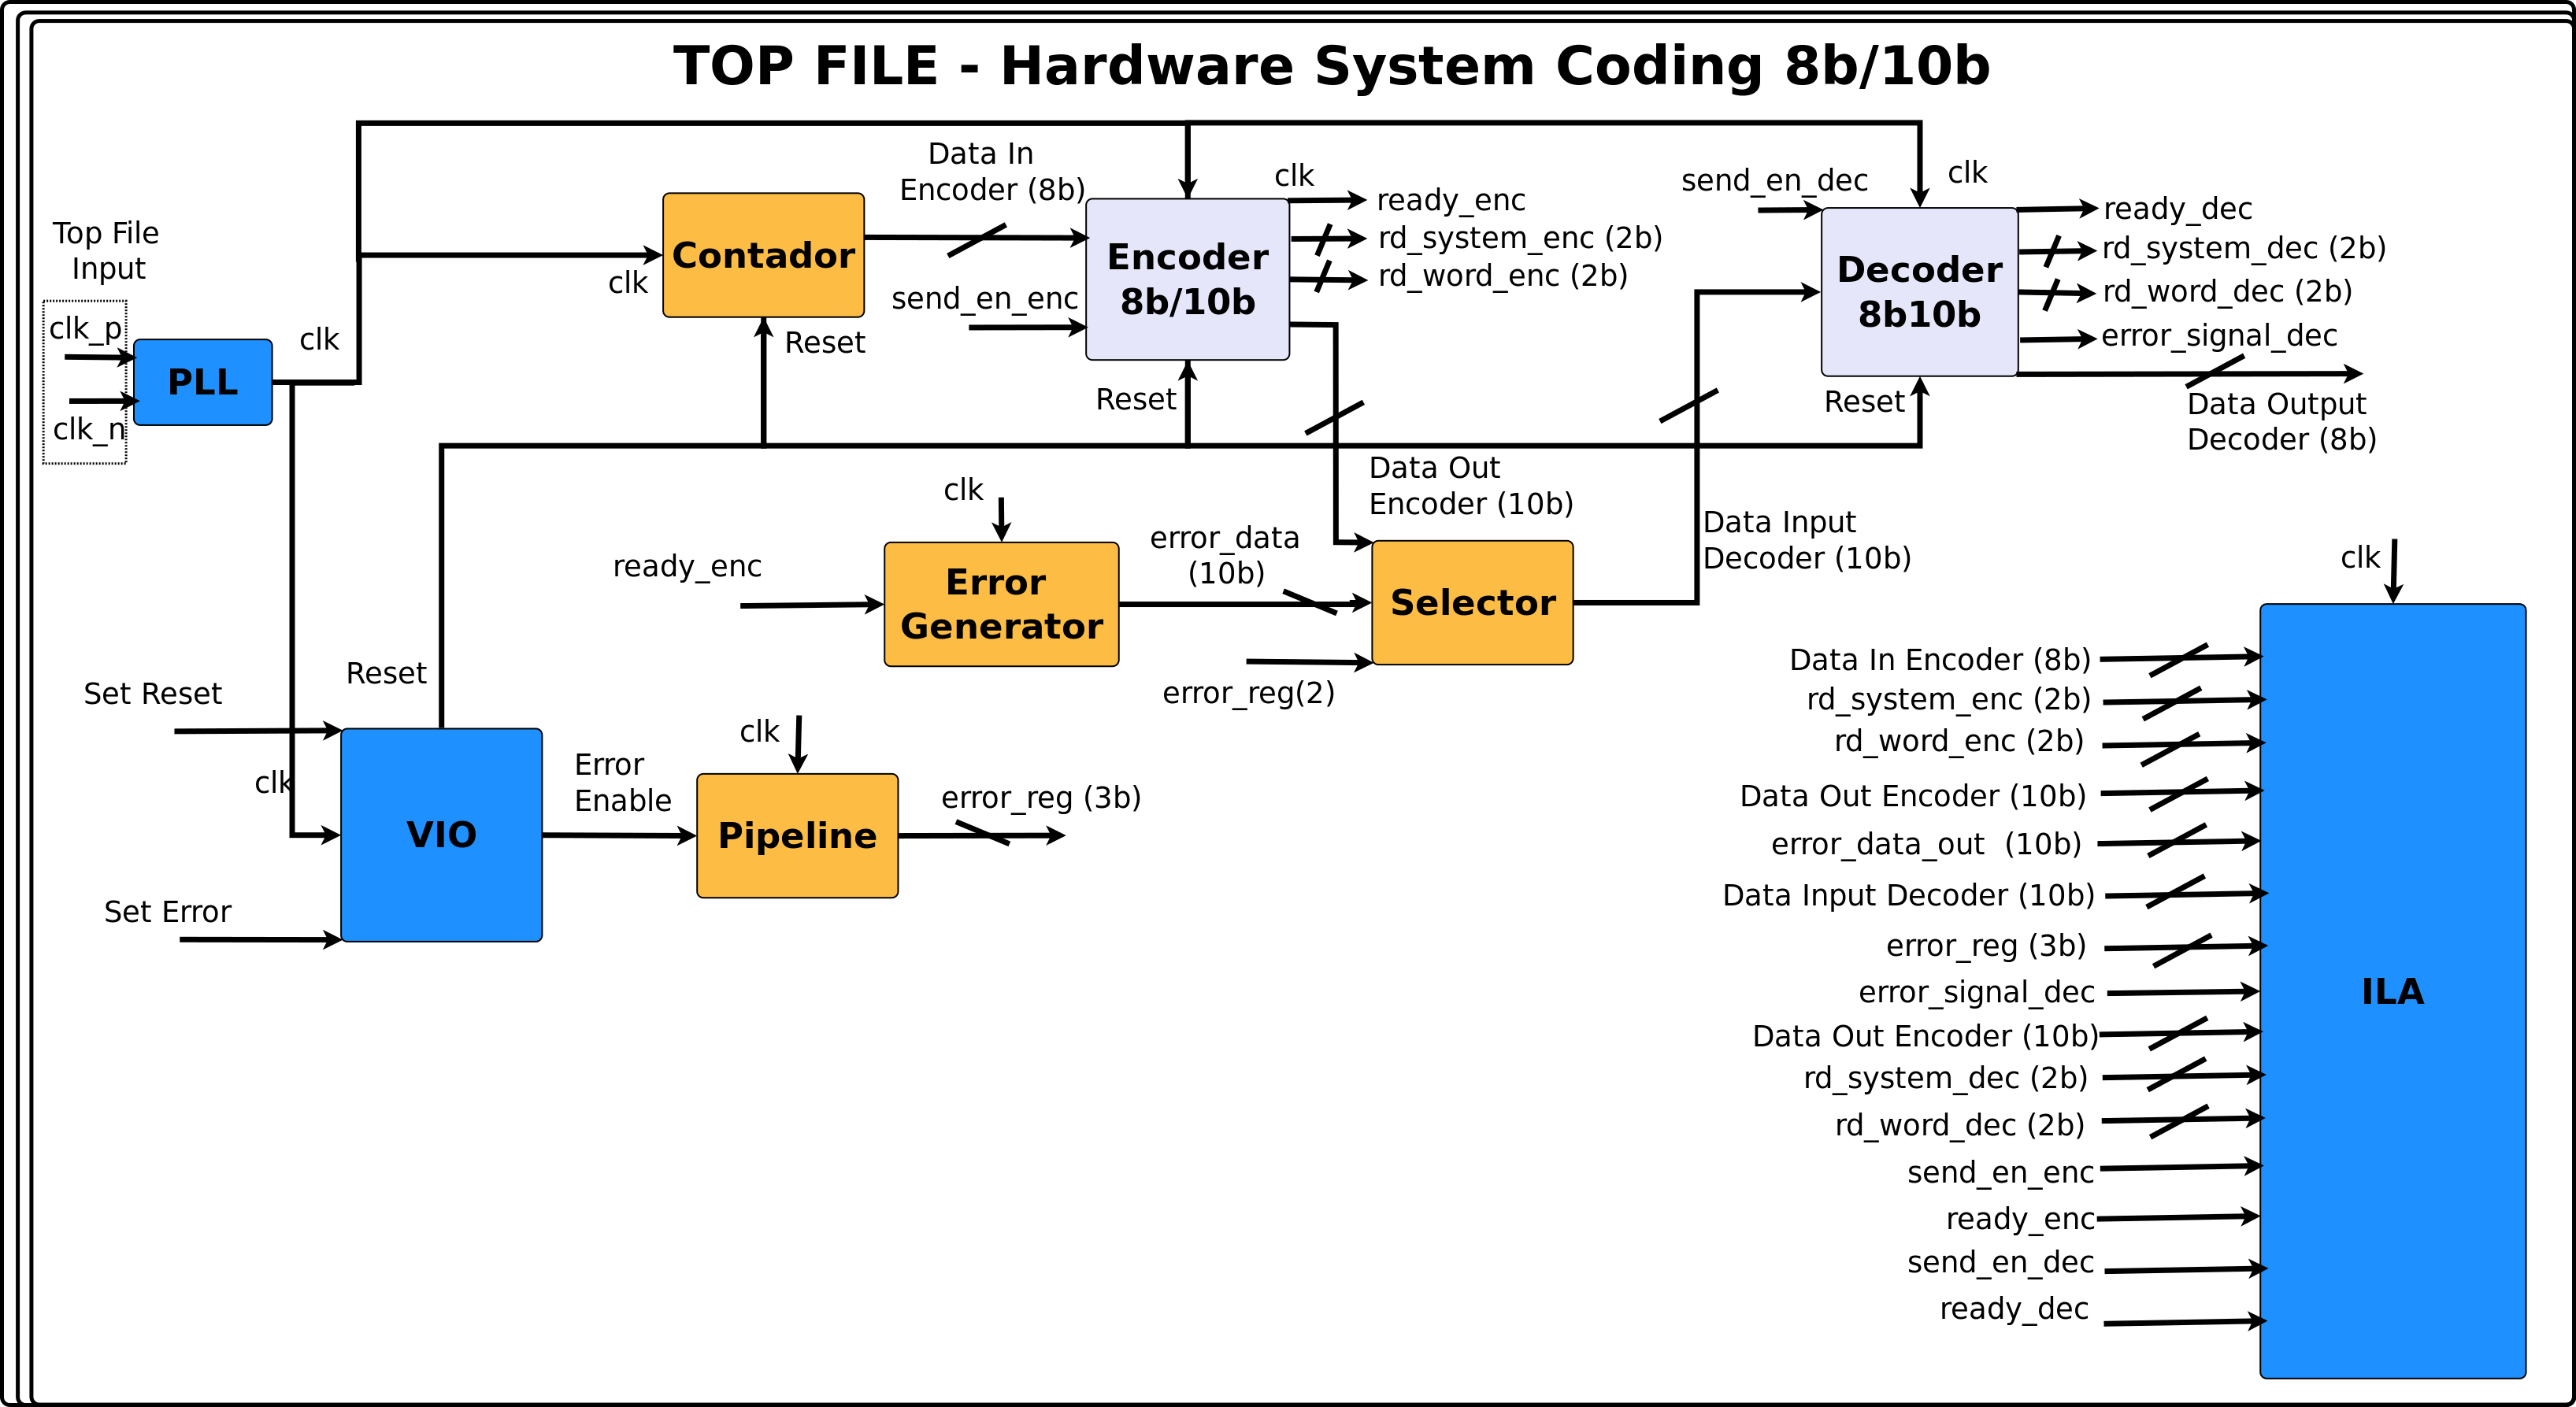 TOP FILE - Hardware System Coding 8b/10b
Top File
Input
clk_p
clk_n
PLL
clk
clk
Contador
Reset
Data In
Encoder (8b)
send_en_enc
Encoder
8b/10b
clk
Reset
ready_enc
rd_system_enc (2b)
rd_word_enc (2b)
send_en_dec
clk
Decoder
8b10b
Reset
ready_dec
rd_system_dec (2b)
rd_word_dec (2b)
error_signal_dec
Data Output
Decoder (8b)
Data Out
Encoder (10b)
clk
ready_enc
Error
Generator
error_data
(10b)
Selector
error_reg(2)
Data Input
Decoder (10b)
Set Reset
Reset
clk
VIO
Set Error
Error
Enable
clk
Pipeline
error_reg (3b)
clk
ILA
Data In Encoder (8b)
rd_system_enc (2b)
rd_word_enc (2b)
Data Out Encoder (10b)
error_data_out (10b)
Data Input Decoder (10b)
error_reg (3b)
error_signal_dec
Data Out Encoder (10b)
rd_system_dec (2b)
rd_word_dec (2b)
send_en_enc
ready_enc
send_en_dec
ready_dec